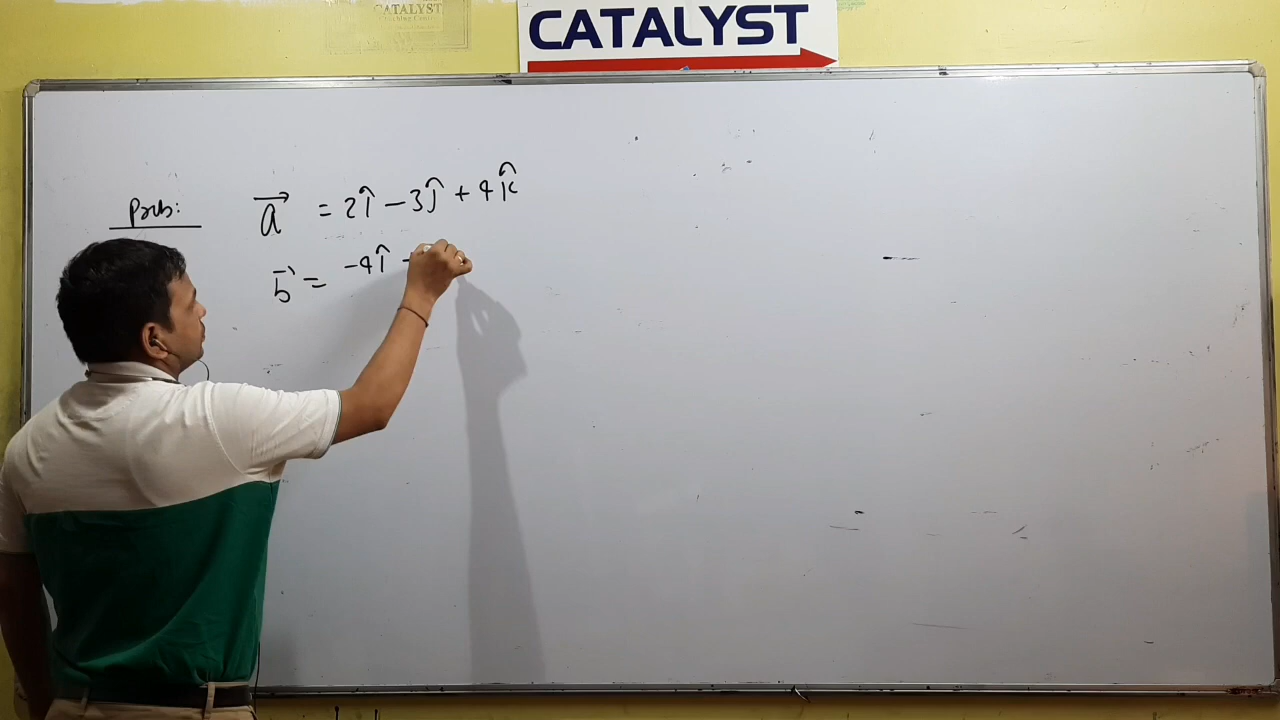 CATALYST
CATALYST
Prob:
a⃗ = 2î − 3ĵ + 4k̂
b⃗ = −4î